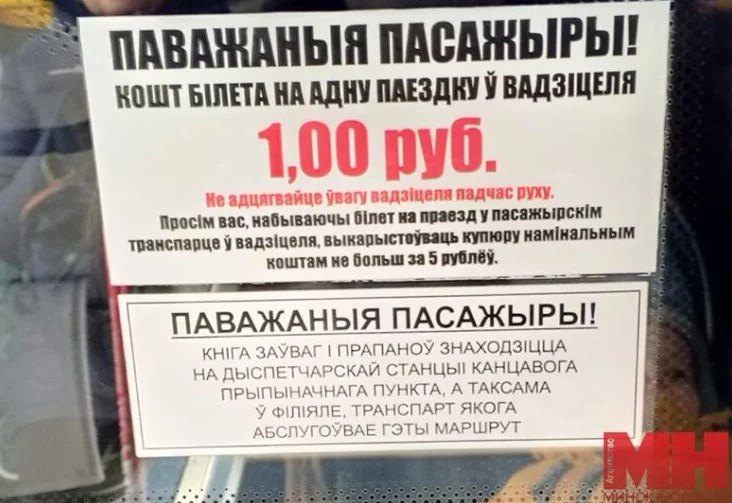 ПАВАЖАНЫЯ ПАСАЖЫРЫ!
КОШТ БІЛЕТА НА АДНУ ПАЕЗДКУ Ў ВАДЗІЦЕЛЯ
1,00 руб.
Не адцягвайце ўвагу вадзіцеля падчас руху.
Просім вас, набываючы білет на праезд у пасажырскім
транспарце ў вадзіцеля, выкарыстоўваць купюру намінальным
коштам не больш за 5 рублёў.
ПАВАЖАНЫЯ ПАСАЖЫРЫ!
КНІГА ЗАЎВАГ І ПРАПАНОЎ ЗНАХОДЗІЦЦА
НА ДЫСПЕТЧАРСКАЙ СТАНЦЫІ КАНЦАВОГА
ПРЫПЫНАЧНАГА ПУНКТА, А ТАКСАМА
Ў ФІЛІЯЛЕ, ТРАНСПАРТ ЯКОГА
АБСЛУГОЎВАЕ ГЭТЫ МАРШРУТ
Агентство
МН